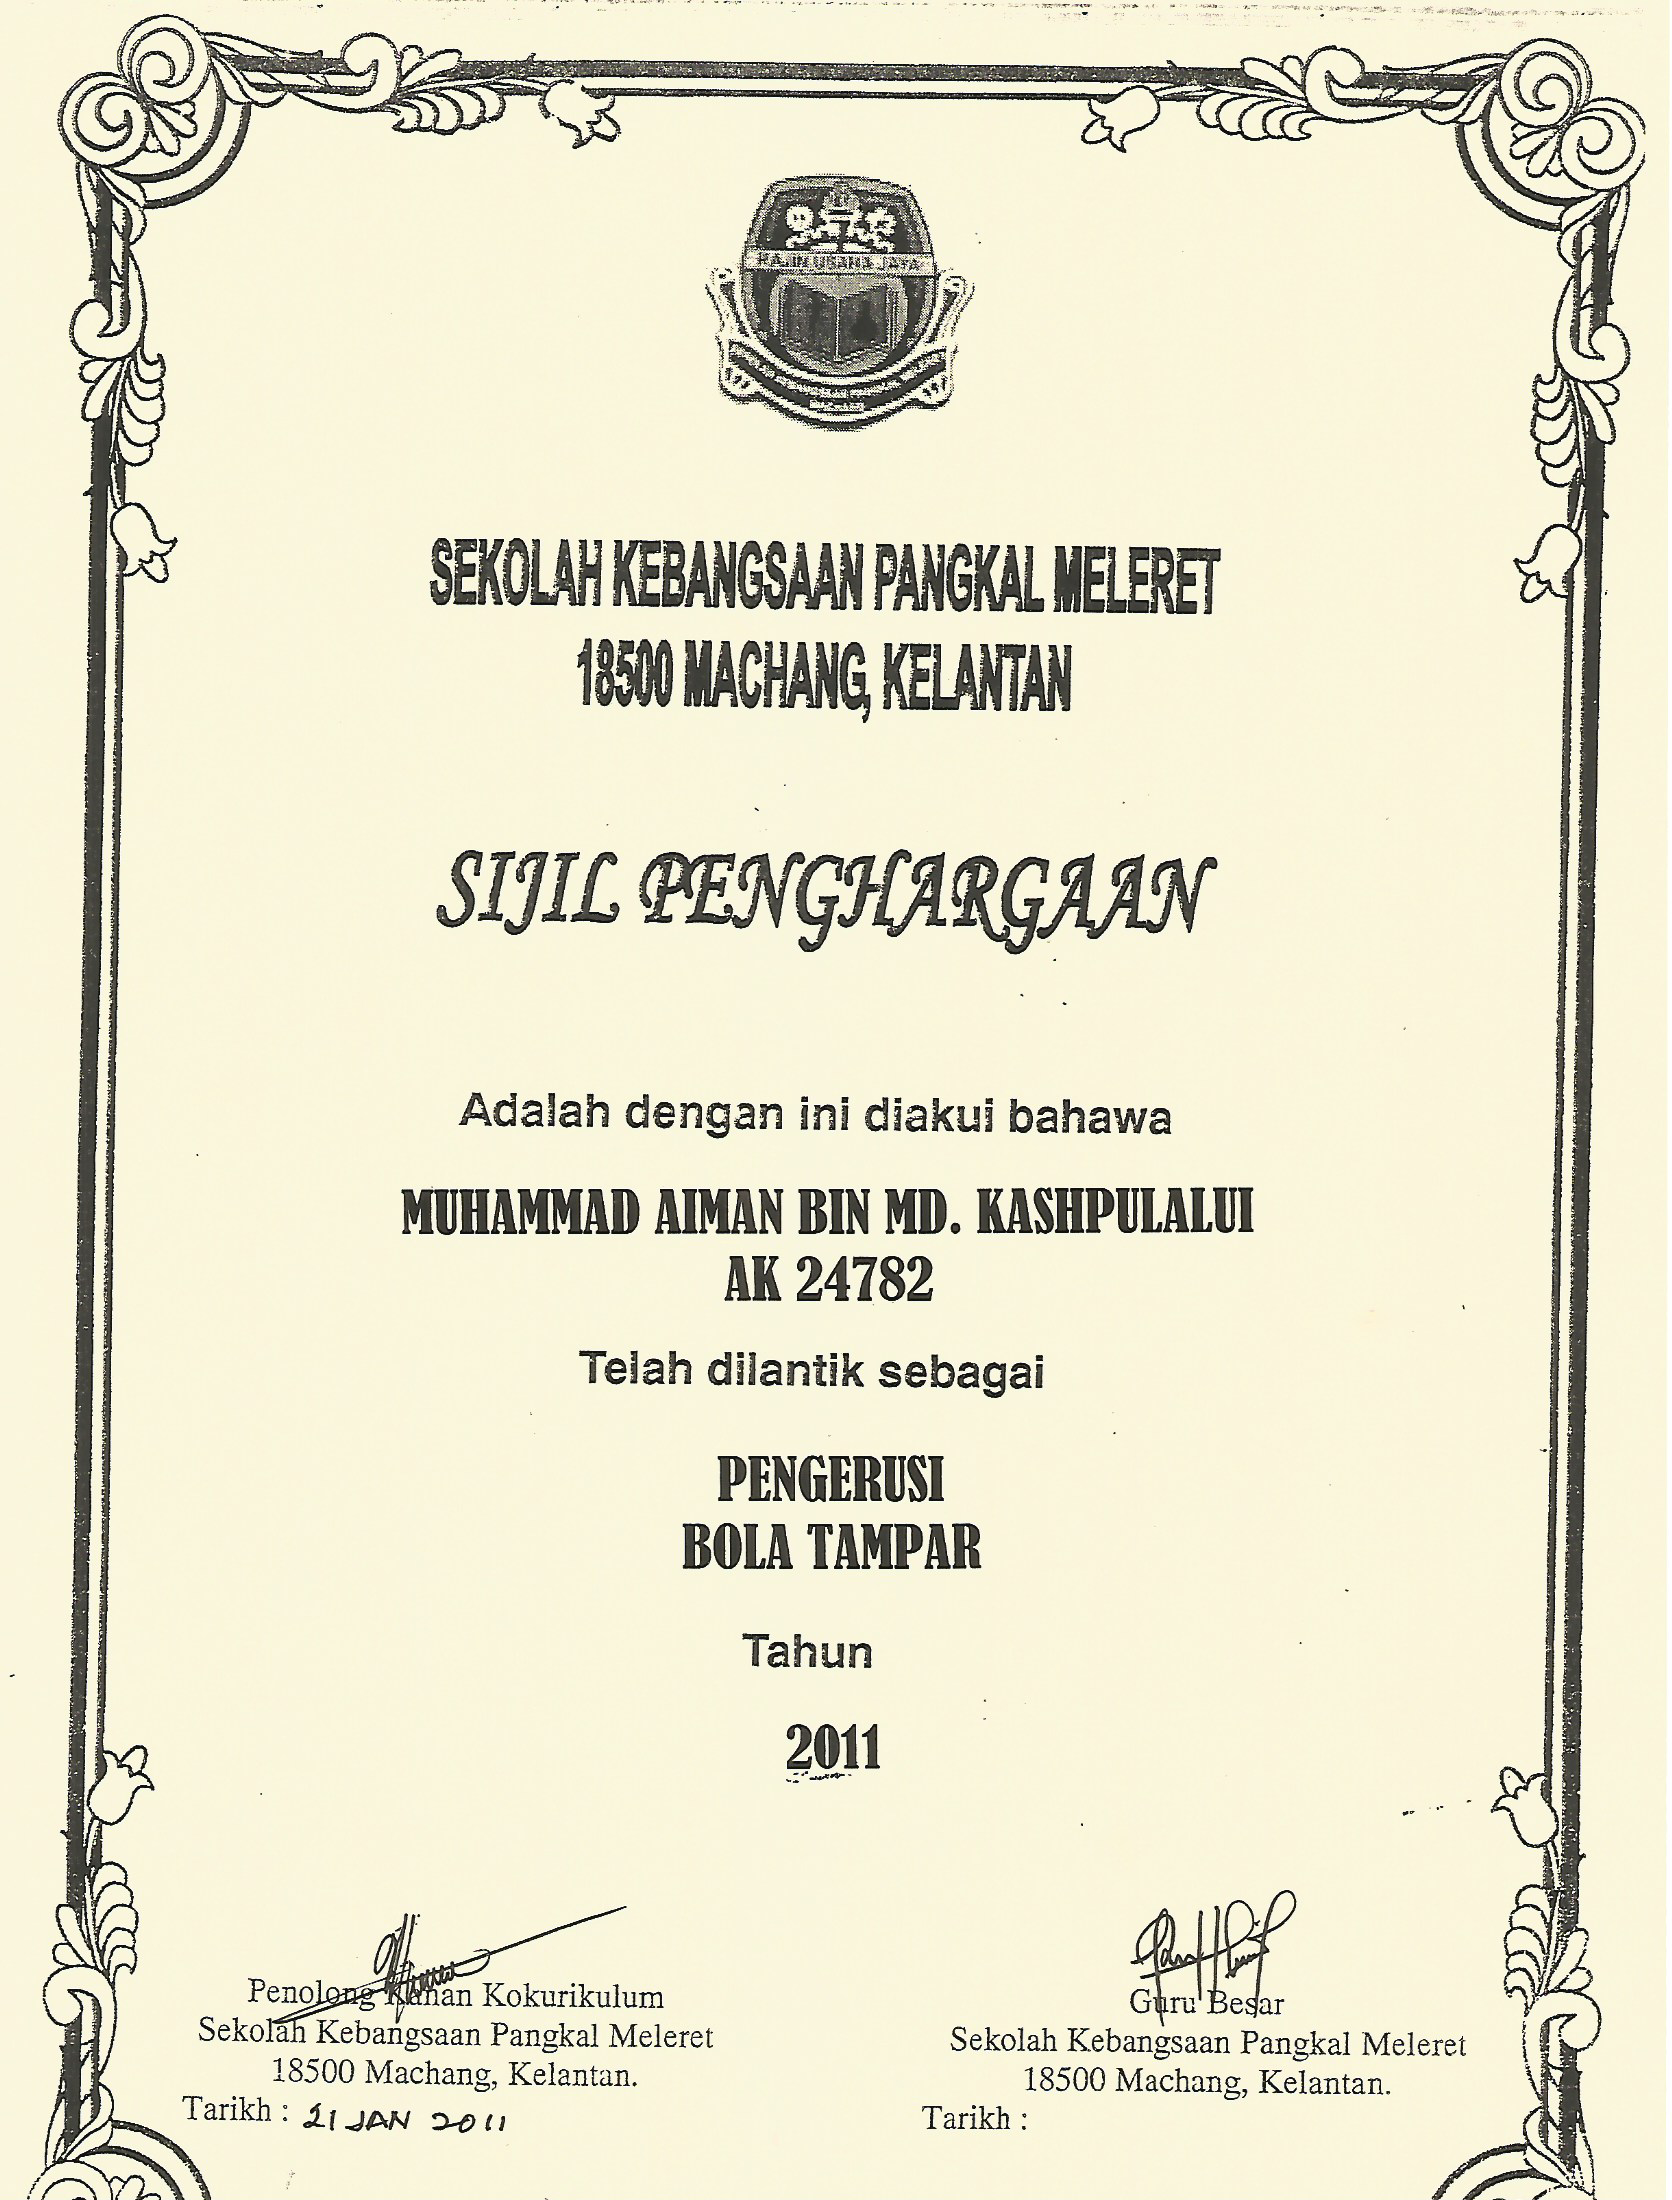 RAJIN USAHA JAYA
SEKOLAH KEBANGSAAN PANGKAL MELERET
18500 MACHANG, KELANTAN
SIJIL PENGHARGAAN
Adalah dengan ini diakui bahawa
MUHAMMAD AIMAN BIN MD. KASHPULALUI
AK 24782
Telah dilantik sebagai
PENGERUSI
BOLA TAMPAR
Tahun
2011
Penolong Kanan Kokurikulum
Sekolah Kebangsaan Pangkal Meleret
18500 Machang, Kelantan.
Tarikh : 21 JAN 2011
Guru Besar
Sekolah Kebangsaan Pangkal Meleret
18500 Machang, Kelantan.
Tarikh :